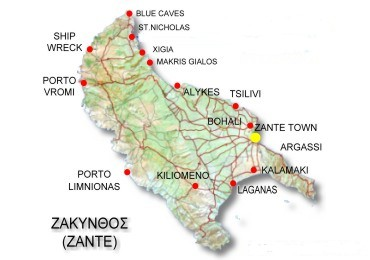 BLUE CAVES
ST.NICHOLAS
SHIP
WRECK
XIGIA
MAKRIS GIALOS
PORTO
VROMI
ALYKES
TSILIVI
BOHALI
ZANTE TOWN
ARGASSI
PORTO
LIMNIONAS
KILIOMENO
KALAMAKI
LAGANAS
ΖΑΚΥΝΘΟΣ
(ZANTE)